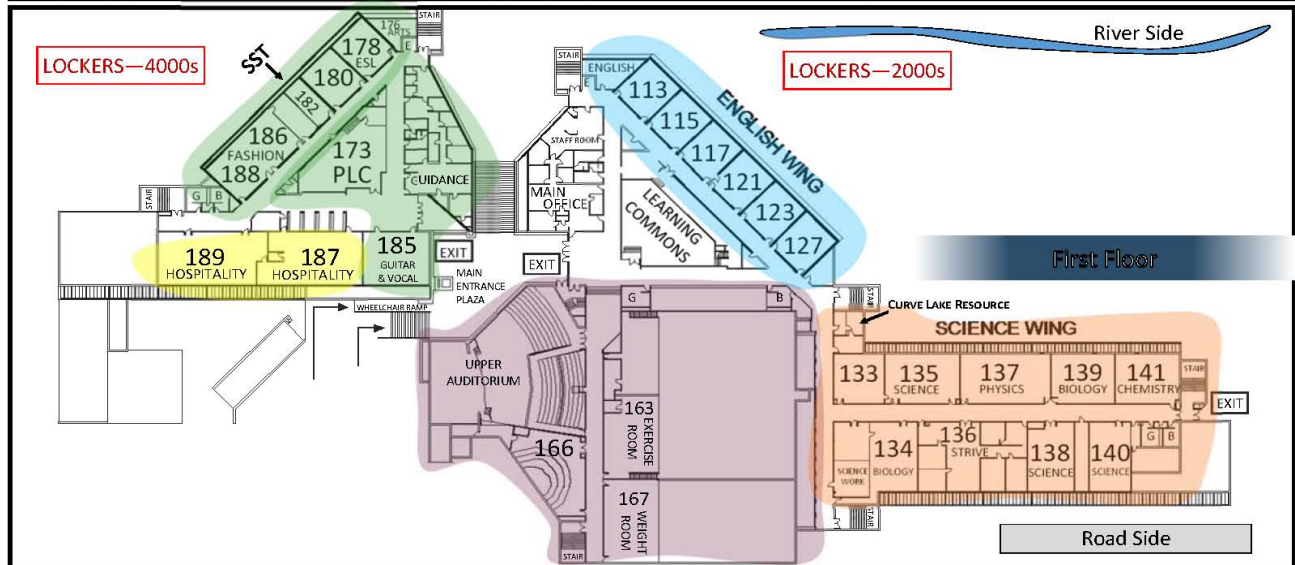 STAIR
176
ARTS
E
178
ESL
180
182
186
FASHION
188
SST
LOCKERS—4000s
173
PLC
GUIDANCE
G
B
STAIR
189
HOSPITALITY
187
HOSPITALITY
185
GUITAR
& VOCAL
EXIT
MAIN
ENTRANCE
PLAZA
WHEELCHAIR RAMP
STAIR
ENGLISH
E
113
115
117
121
123
127
ENGLISH WING
STAFF ROOM
MAIN
OFFICE
EXIT
LEARNING
COMMONS
LOCKERS—2000s
River Side
First Floor
UPPER
AUDITORIUM
166
G
B
163
EXERCISE
ROOM
167
WEIGHT
ROOM
STAIR
STAIR
CURVE LAKE RESOURCE
SCIENCE WING
133
135
SCIENCE
137
PHYSICS
139
BIOLOGY
141
CHEMISTRY
STAIR
EXIT
SCIENCE
WORK
134
BIOLOGY
136
STRIVE
138
SCIENCE
140
SCIENCE
G
B
STAIR
Road Side